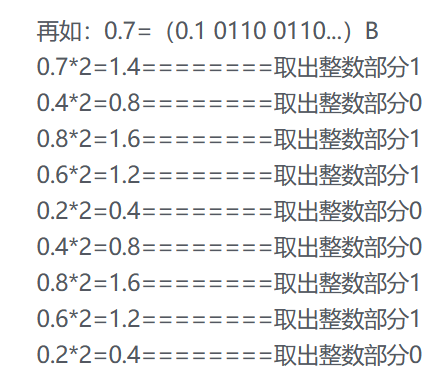 再如：0.7=（0.1 0110 0110...）B
0.7*2=1.4========取出整数部分1
0.4*2=0.8========取出整数部分0
0.8*2=1.6========取出整数部分1
0.6*2=1.2========取出整数部分1
0.2*2=0.4========取出整数部分0
0.4*2=0.8========取出整数部分0
0.8*2=1.6========取出整数部分1
0.6*2=1.2========取出整数部分1
0.2*2=0.4========取出整数部分0